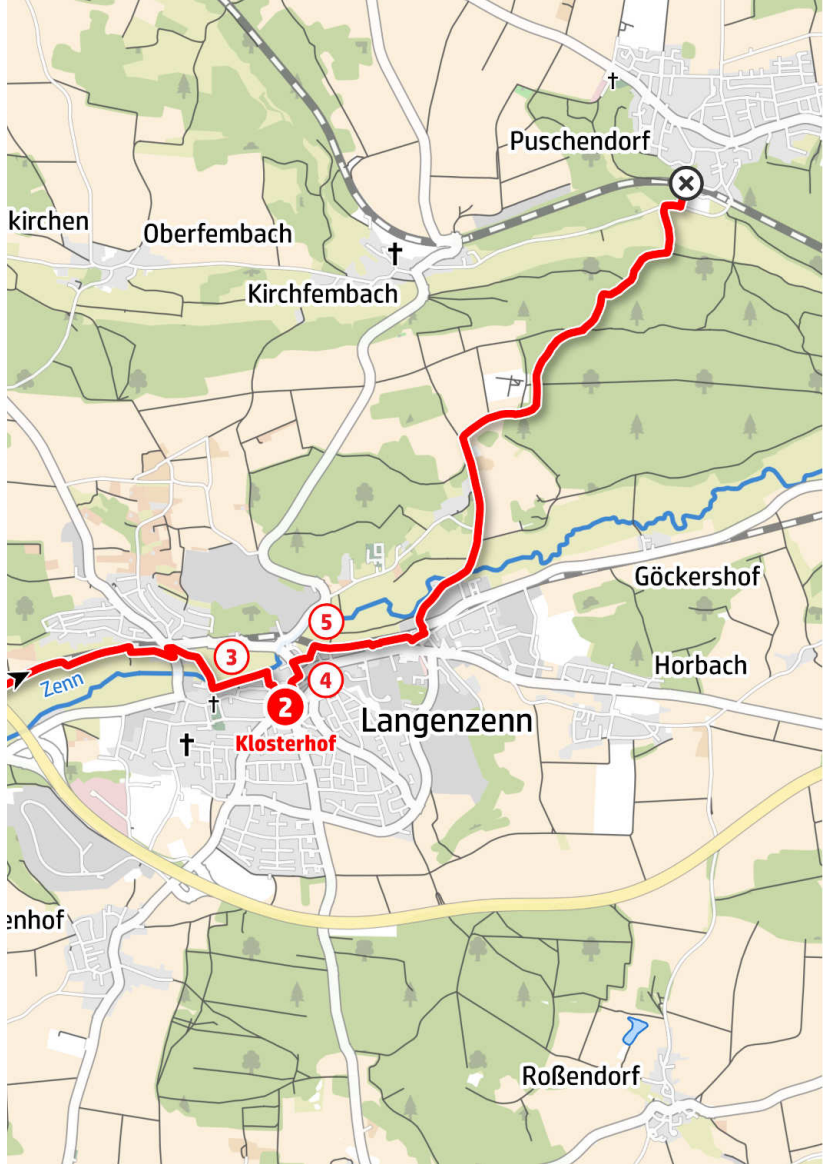 Puschendorf
kirchen
Oberfembach
Kirchfembach
Göckershof
5
3
Horbach
Zenn
4
2
Langenzenn
Klosterhof
enhof
Roßendorf